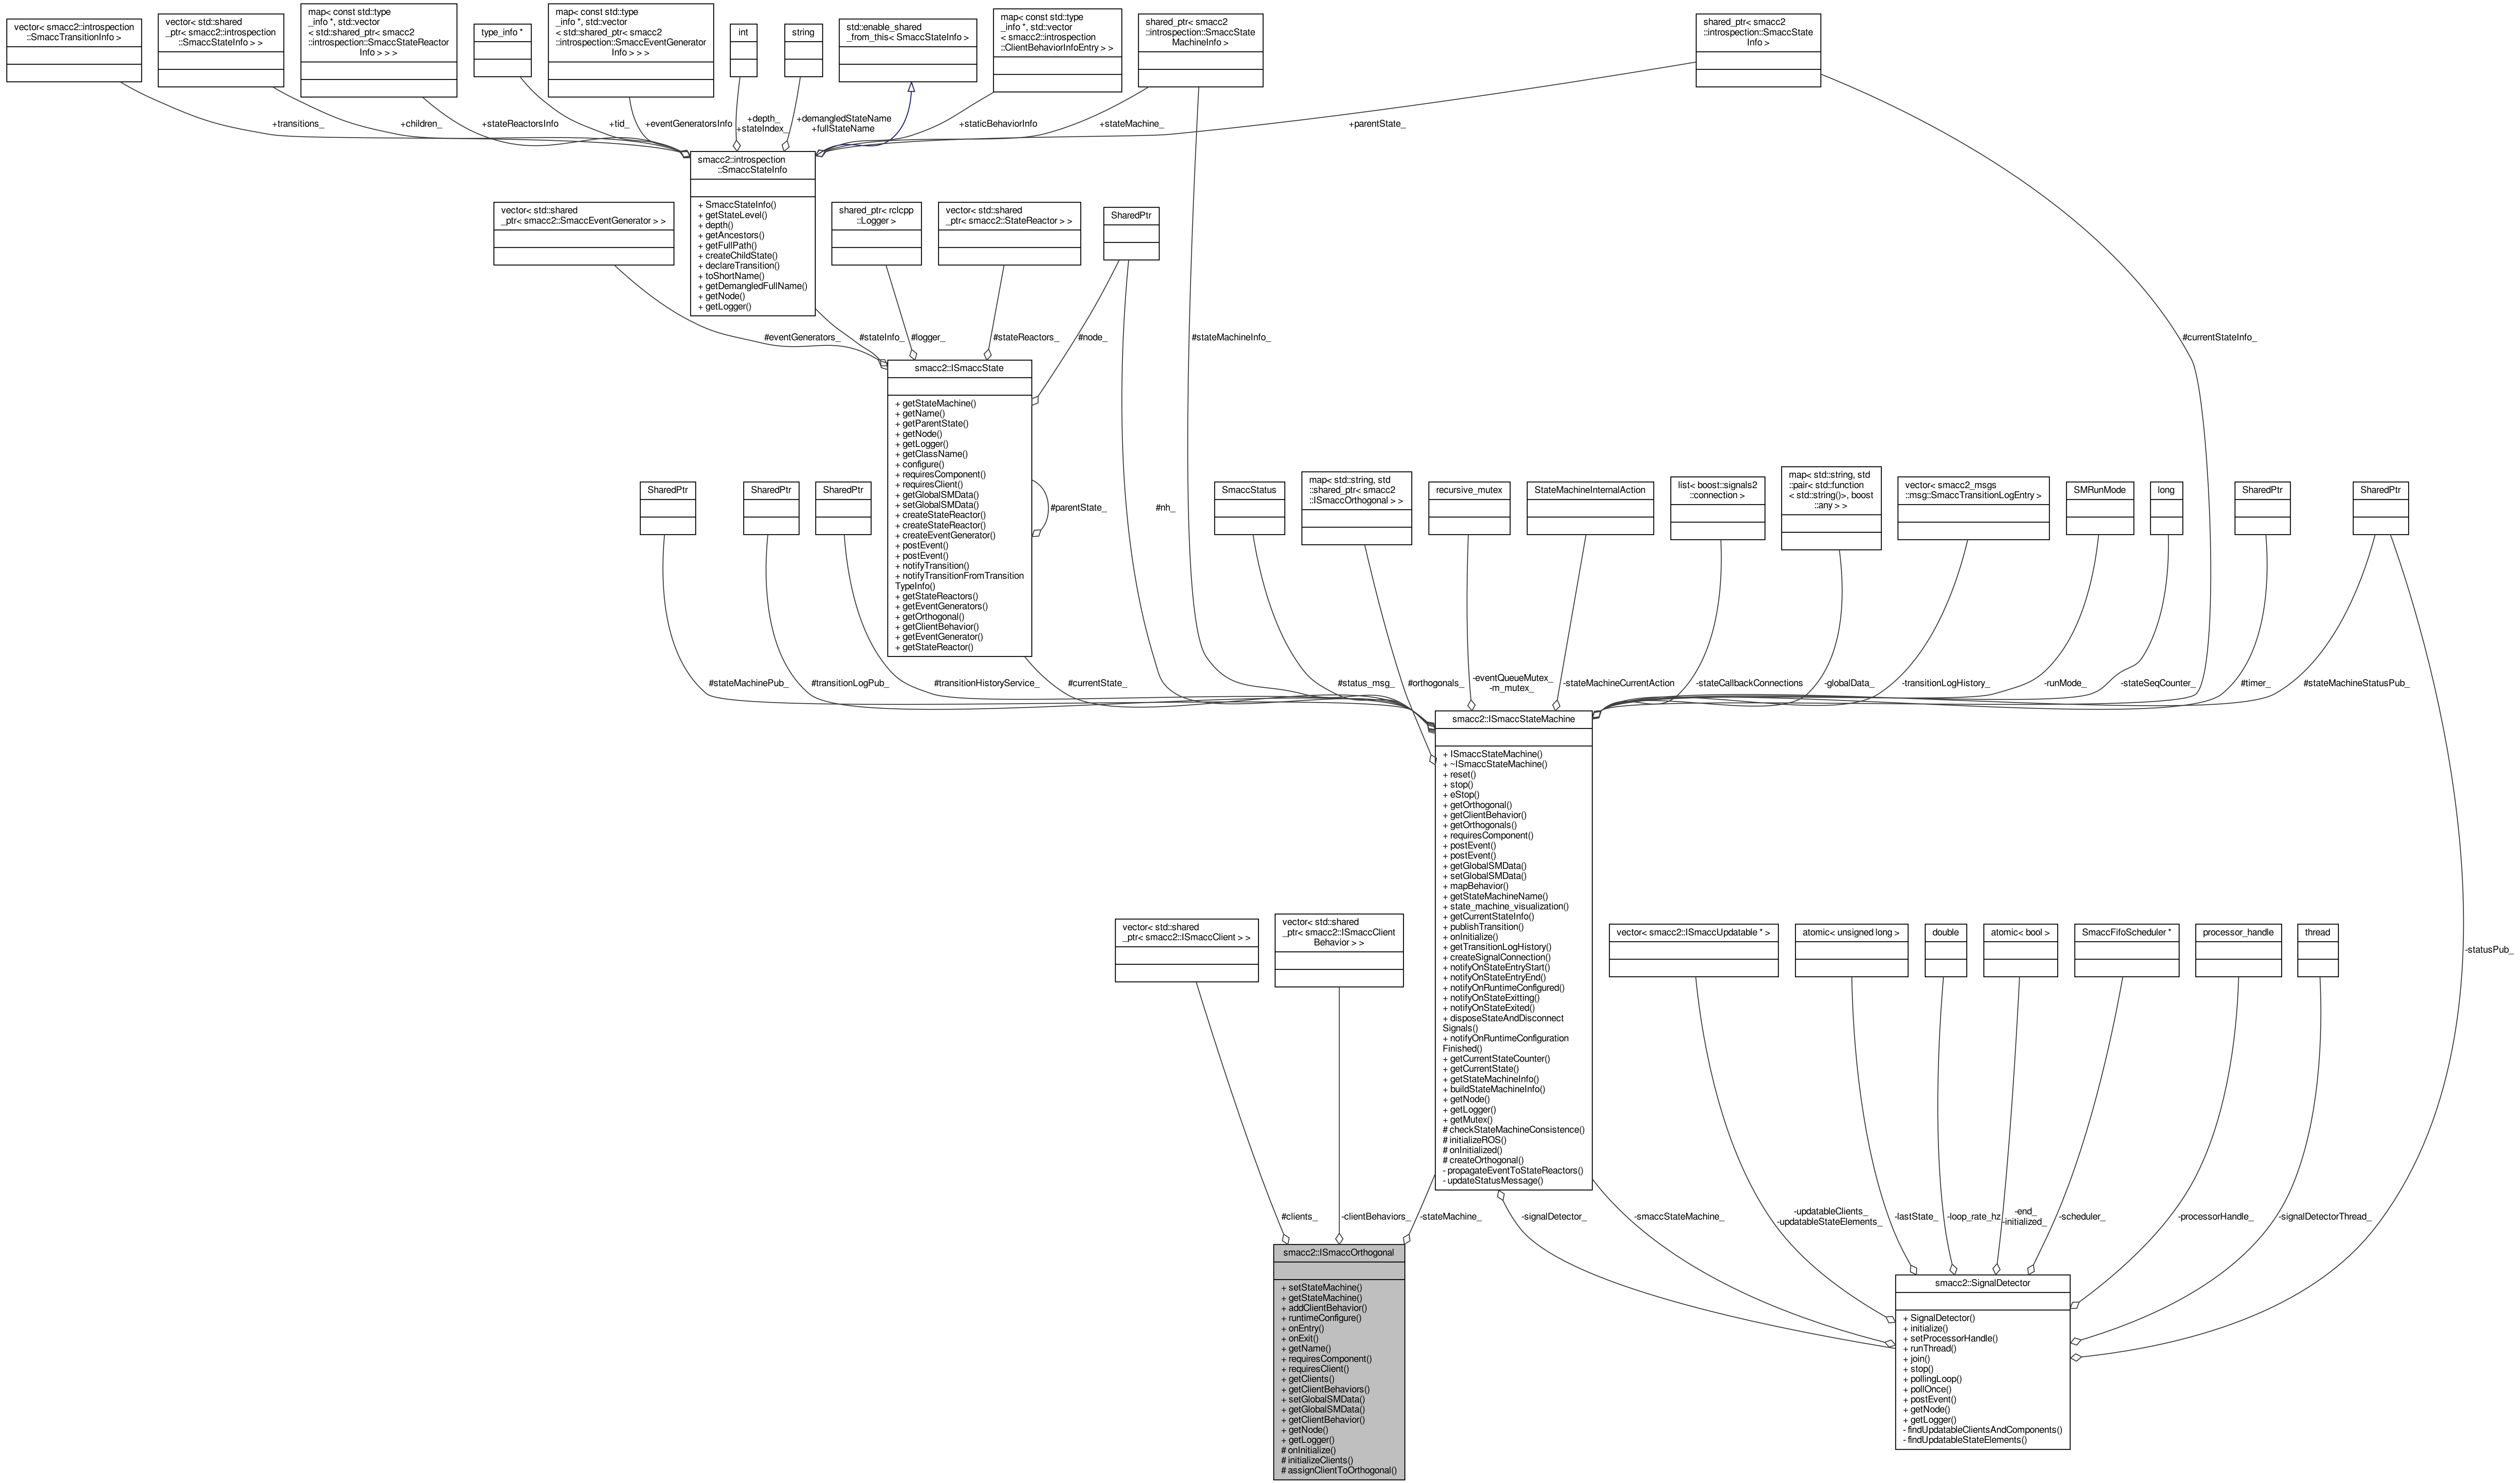 vector< smacc2::introspection
::SmaccTransitionInfo >
vector< std::shared
_ptr< smacc2::introspection
::SmaccStateInfo > >
map< const std::type
_info *, std::vector
< std::shared_ptr< smacc2
::introspection::SmaccStateReactor
Info > > >
type_info *
map< const std::type
_info *, std::vector
< std::shared_ptr< smacc2
::introspection::SmaccEventGenerator
Info > > >
int
string
std::enable_shared
_from_this< SmaccStateInfo >
map< const std::type
_info *, std::vector
< smacc2::introspection
::ClientBehaviorInfoEntry > >
shared_ptr< smacc2
::introspection::SmaccState
MachineInfo >
shared_ptr< smacc2
::introspection::SmaccState
Info >
+transitions_
+children_
+stateReactorsInfo
+tid_
+eventGeneratorsInfo
+depth_
+stateIndex_
+demangledStateName
+fullStateName
+staticBehaviorInfo
+stateMachine_
+parentState_
smacc2::introspection
::SmaccStateInfo
+ SmaccStateInfo()
+ getStateLevel()
+ depth()
+ getAncestors()
+ getFullPath()
+ createChildState()
+ declareTransition()
+ toShortName()
+ getDemangledFullName()
+ getNode()
+ getLogger()
vector< std::shared
_ptr< smacc2::SmaccEventGenerator > >
shared_ptr< rclcpp
::Logger >
vector< std::shared
_ptr< smacc2::StateReactor > >
SharedPtr
#eventGenerators_
#stateInfo_
#logger_
#stateReactors_
#node_
#stateMachineInfo_
#currentStateInfo_
smacc2::ISmaccState
+ getStateMachine()
+ getName()
+ getParentState()
+ getNode()
+ getLogger()
+ getClassName()
+ configure()
+ requiresComponent()
+ requiresClient()
+ getGlobalSMData()
+ setGlobalSMData()
+ createStateReactor()
+ createStateReactor()
+ createEventGenerator()
+ postEvent()
+ postEvent()
+ notifyTransition()
+ notifyTransitionFromTransition
TypeInfo()
+ getStateReactors()
+ getEventGenerators()
+ getOrthogonal()
+ getClientBehavior()
+ getEventGenerator()
+ getStateReactor()
#parentState_
#nh_
SharedPtr
SharedPtr
SharedPtr
SmaccStatus
map< std::string, std
::shared_ptr< smacc2
::ISmaccOrthogonal > >
recursive_mutex
StateMachineInternalAction
list< boost::signals2
::connection >
map< std::string, std
::pair< std::function
< std::string()>, boost
::any > >
vector< smacc2_msgs
::msg::SmaccTransitionLogEntry >
SMRunMode
long
SharedPtr
SharedPtr
#stateMachinePub_
#transitionLogPub_
#transitionHistoryService_
#currentState_
#status_msg_
#orthogonals_
-eventQueueMutex_
-m_mutex_
-stateMachineCurrentAction
-stateCallbackConnections
-globalData_
-transitionLogHistory_
-runMode_
-stateSeqCounter_
#timer_
#stateMachineStatusPub_
smacc2::ISmaccStateMachine
+ ISmaccStateMachine()
+ ~ISmaccStateMachine()
+ reset()
+ stop()
+ eStop()
+ getOrthogonal()
+ getClientBehavior()
+ getOrthogonals()
+ requiresComponent()
+ postEvent()
+ postEvent()
+ getGlobalSMData()
+ setGlobalSMData()
+ mapBehavior()
+ getStateMachineName()
+ state_machine_visualization()
+ getCurrentStateInfo()
+ publishTransition()
+ onInitialize()
+ getTransitionLogHistory()
+ createSignalConnection()
+ notifyOnStateEntryStart()
+ notifyOnStateEntryEnd()
+ notifyOnRuntimeConfigured()
+ notifyOnStateExitting()
+ notifyOnStateExited()
+ disposeStateAndDisconnect
Signals()
+ notifyOnRuntimeConfiguration
Finished()
+ getCurrentStateCounter()
+ getCurrentState()
+ getStateMachineInfo()
+ buildStateMachineInfo()
+ getNode()
+ getLogger()
+ getMutex()
# checkStateMachineConsistence()
# initializeROS()
# onInitialized()
# createOrthogonal()
- propagateEventToStateReactors()
- updateStatusMessage()
vector< std::shared
_ptr< smacc2::ISmaccClient > >
vector< std::shared
_ptr< smacc2::ISmaccClient
Behavior > >
vector< smacc2::ISmaccUpdatable * >
atomic< unsigned long >
double
atomic< bool >
SmaccFifoScheduler *
processor_handle
thread
-statusPub_
#clients_
-clientBehaviors_
-stateMachine_
-signalDetector_
-smaccStateMachine_
-updatableClients_
-updatableStateElements_
-lastState_
-loop_rate_hz
-end_
-initialized_
-scheduler_
-processorHandle_
-signalDetectorThread_
smacc2::ISmaccOrthogonal
+ setStateMachine()
+ getStateMachine()
+ addClientBehavior()
+ runtimeConfigure()
+ onEntry()
+ onExit()
+ getName()
+ requiresComponent()
+ requiresClient()
+ getClients()
+ getClientBehaviors()
+ setGlobalSMData()
+ getGlobalSMData()
+ getClientBehavior()
+ getNode()
+ getLogger()
# onInitialize()
# initializeClients()
# assignClientToOrthogonal()
smacc2::SignalDetector
+ SignalDetector()
+ initialize()
+ setProcessorHandle()
+ runThread()
+ join()
+ stop()
+ pollingLoop()
+ pollOnce()
+ postEvent()
+ getNode()
+ getLogger()
- findUpdatableClientsAndComponents()
- findUpdatableStateElements()